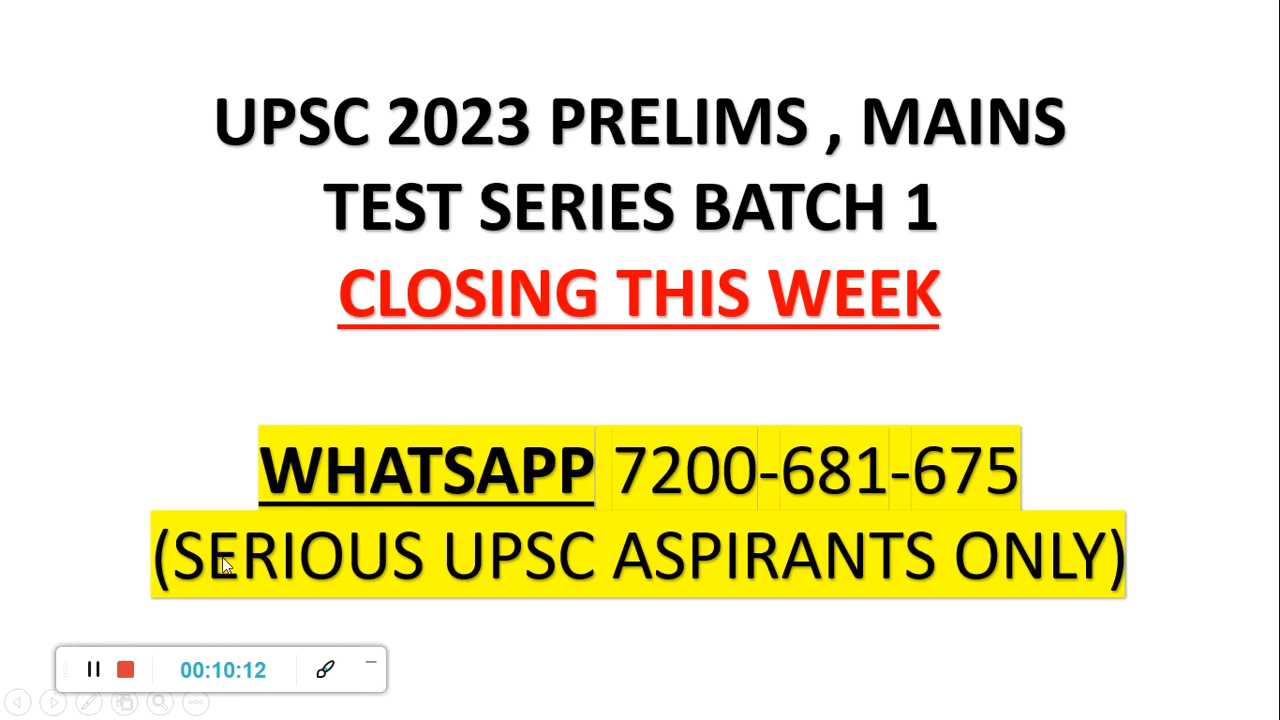 UPSC 2023 PRELIMS , MAINS
TEST SERIES BATCH 1
CLOSING THIS WEEK
WHATSAPP 7200-681-675
(SERIOUS UPSC ASPIRANTS ONLY)
00:10:12